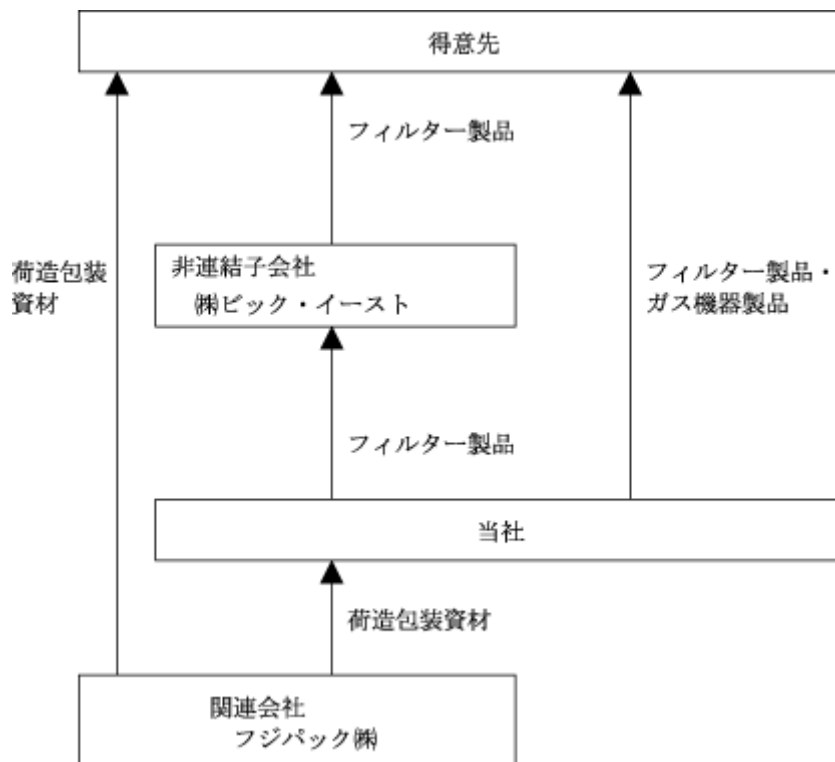 得意先
フィルター製品
荷造包装
資材
非連結子会社
㈱ビック・イースト
フィルター製品・
ガス機器製品
フィルター製品
当社
荷造包装資材
関連会社
フジパック㈱